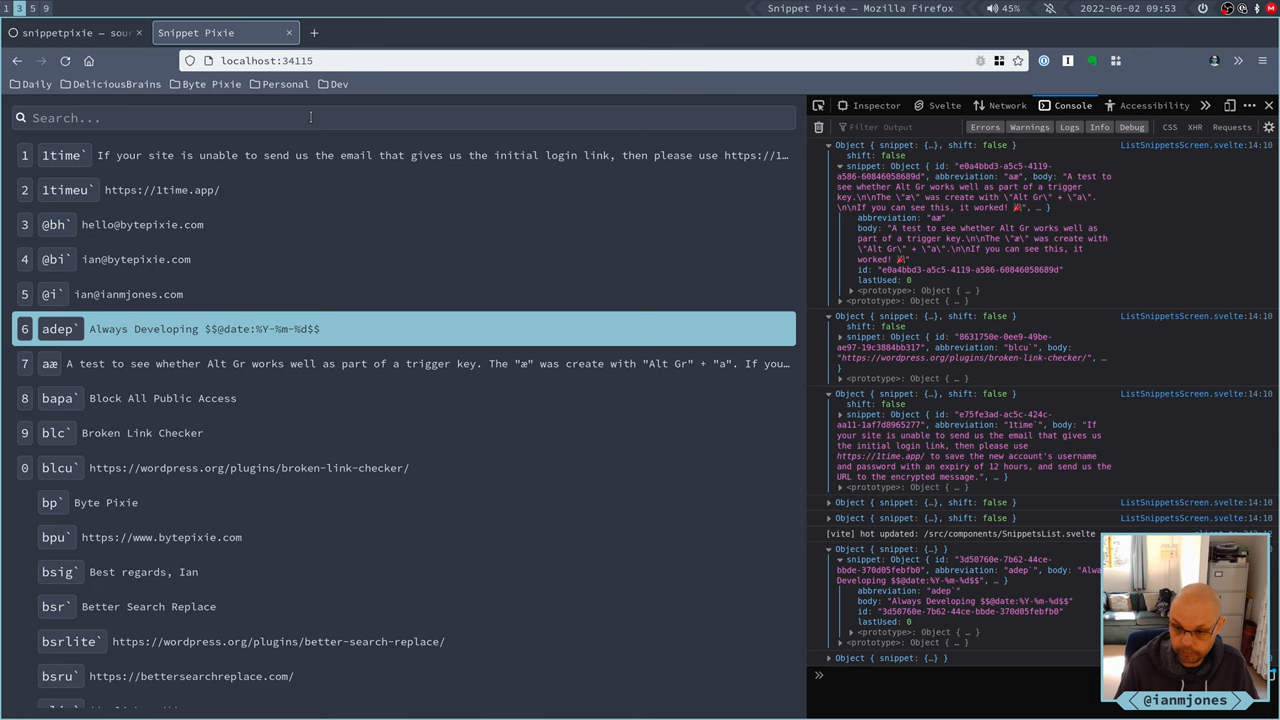 1 3 5 9
Snippet Pixie — Mozilla Firefox
45%
2022-06-02 09:53
snippetpixie — sour
Snippet Pixie
localhost:34115
Daily
DeliciousBrains
Byte Pixie
Personal
Dev
Search...
1 1time` If your site is unable to send us the email that gives us the initial login link, then please use https://1…
2 1timeu` https://1time.app/
3 @bh` hello@bytepixie.com
4 @bi` ian@bytepixie.com
5 @i` ian@ianmjones.com
6 adep` Always Developing $$@date:%Y-%m-%d$$
7 aæ A test to see whether Alt Gr works well as part of a trigger key. The "æ" was create with "Alt Gr" + "a". If you…
8 bapa` Block All Public Access
9 blc` Broken Link Checker
0 blcu` https://wordpress.org/plugins/broken-link-checker/
bp` Byte Pixie
bpu` https://www.bytepixie.com
bsig` Best regards, Ian
bsr` Better Search Replace
bsrlite` https://wordpress.org/plugins/better-search-replace/
bsru` https://bettersearchreplace.com/
Inspector
Svelte
Network
Console
Accessibility
Filter Output
Errors
Warnings
Logs
Info
Debug
CSS
XHR
Requests
Object { snippet: {…}, shift: false } ListSnippetsScreen.svelte:14:10
shift: false
snippet: Object { id: "e0a4bbd3-a5c5-4119-
a586-60846058689d", abbreviation: "aæ", body: "A test to
see whether Alt Gr works well as part of a trigger
key.\n\nThe \"æ\" was create with \"Alt Gr\" + \"a\".
\n\nIf you can see this, it worked! 🎉", … }
abbreviation: "aæ"
body: "A test to see whether Alt Gr works well as
part of a trigger key.\n\nThe \"æ\" was create with
\"Alt Gr\" + \"a\".\n\nIf you can see this, it
worked! 🎉"
id: "e0a4bbd3-a5c5-4119-a586-60846058689d"
lastUsed: 0
<prototype>: Object { … }
<prototype>: Object { … }
Object { snippet: {…}, shift: false } ListSnippetsScreen.svelte:14:10
shift: false
snippet: Object { id: "8631750e-0ee9-49be-
ae97-19c3884bb317", abbreviation: "blcu`", body:
"https://wordpress.org/plugins/broken-link-checker/", …
}
<prototype>: Object { … }
Object { snippet: {…}, shift: false } ListSnippetsScreen.svelte:14:10
shift: false
snippet: Object { id: "e75fe3ad-ac5c-424c-
aa11-1af7d8965277", abbreviation: "1time`", body: "If
your site is unable to send us the email that gives us
the initial login link, then please use
https://1time.app/ to save the new account's username
and password with an expiry of 12 hours, and send us the
URL to the encrypted message.", … }
<prototype>: Object { … }
Object { snippet: {…}, shift: false } ListSnippetsScreen.svelte:14:10
Object { snippet: {…}, shift: false } ListSnippetsScreen.svelte:14:10
[vite] hot updated: /src/components/SnippetsList.svelte
Object { snippet: {…} }
snippet: Object { id: "3d50760e-7b62-44ce-
bbde-370d05febfb0", abbreviation: "adep`", body: "Alwa
Developing $$@date:%Y-%m-%d$$", … }
abbreviation: "adep`"
body: "Always Developing $$@date:%Y-%m-%d$$"
id: "3d50760e-7b62-44ce-bbde-370d05febfb0"
lastUsed: 0
<prototype>: Object { … }
<prototype>: Object { … }
Object { snippet: {…} }
@ianmjones